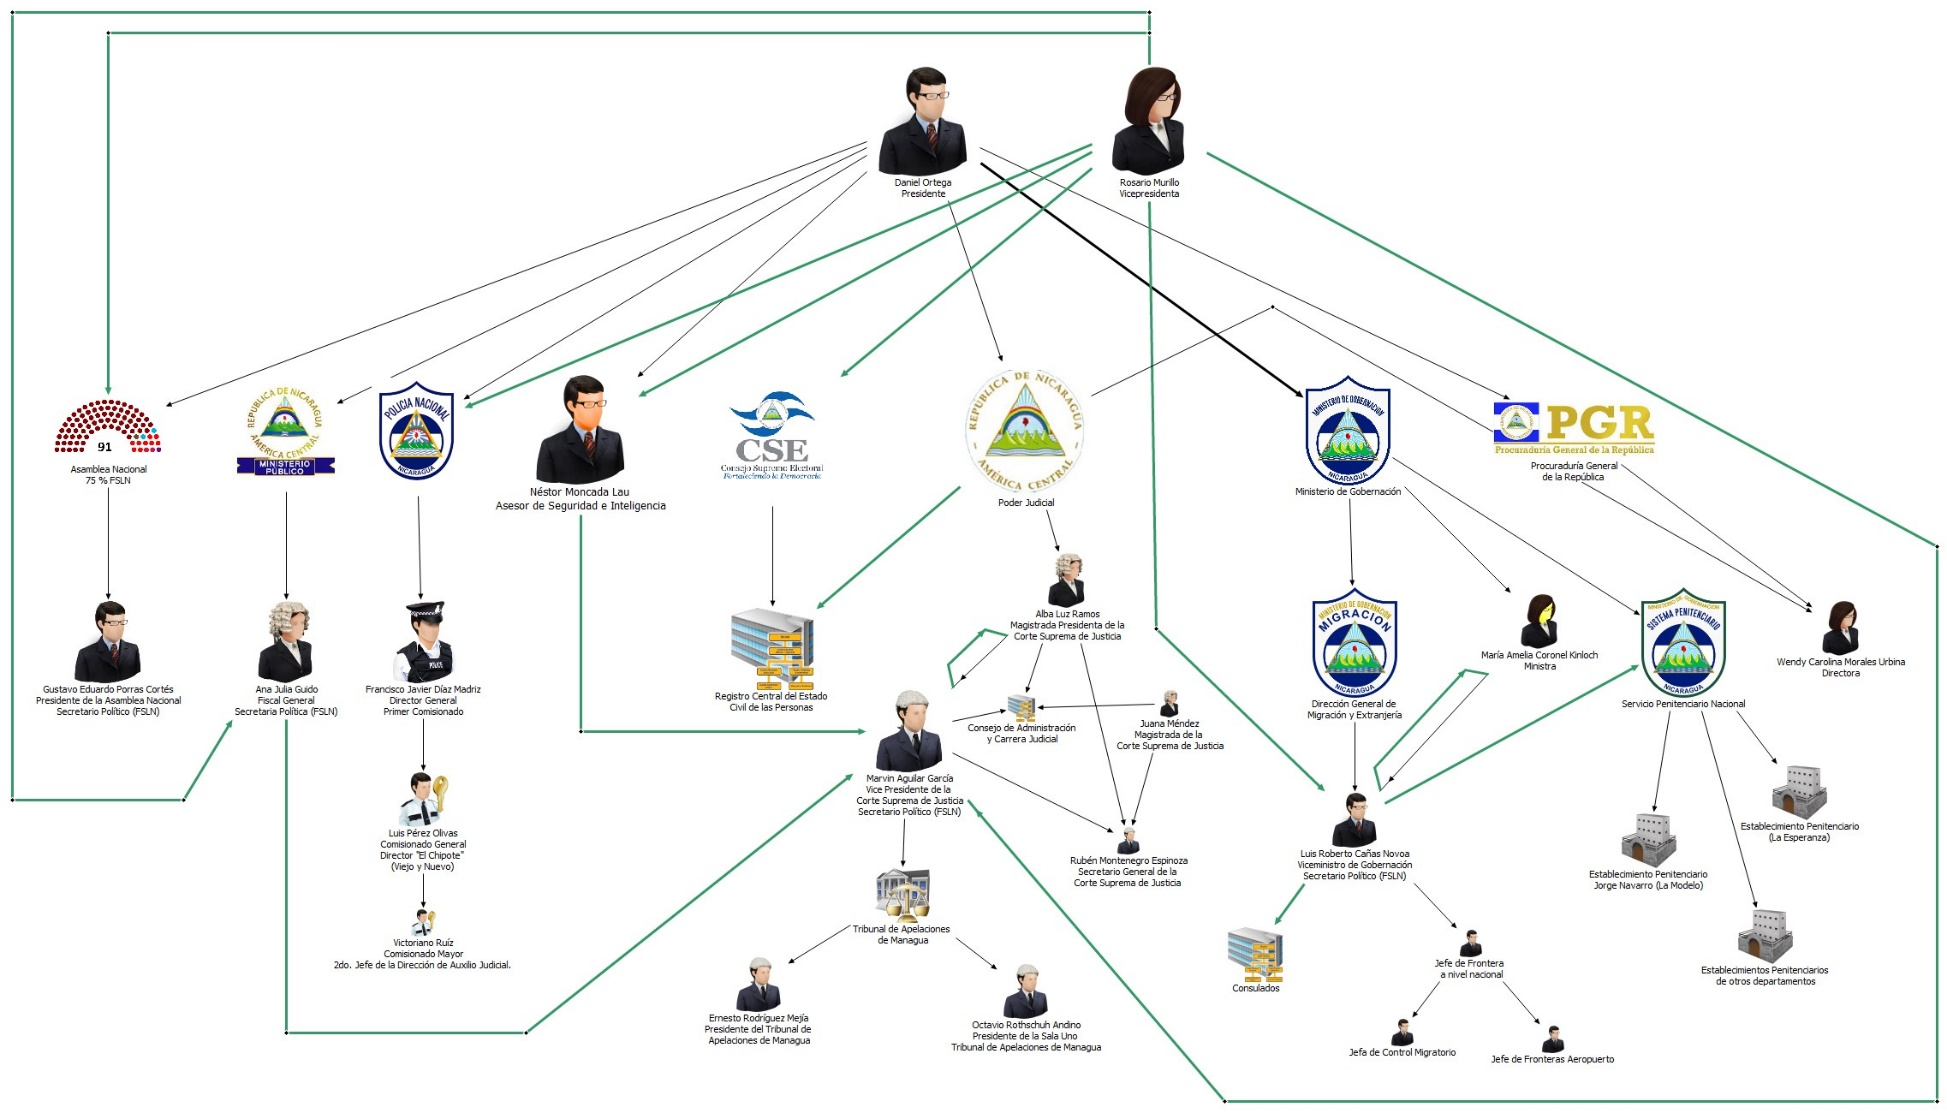 Daniel Ortega
Presidente
Rosario Murillo
Vicepresidenta
91
Asamblea Nacional
75 % FSLN
REPUBLICA DE NICARAGUA
AMERICA CENTRAL
MINISTERIO
PÚBLICO
POLICIA NACIONAL
NICARAGUA
Néstor Moncada Lau
Asesor de Seguridad e Inteligencia
CSE
Consejo Supremo Electoral
Fortaleciendo la Democracia
REPUBLICA DE NICARAGUA
AMÉRICA CENTRAL
Poder Judicial
MINISTERIO DE GOBERNACION
NICARAGUA
Ministerio de Gobernación
PGR
Procuraduría General de la República
Procuraduría General
de la República
Gustavo Eduardo Porras Cortés
Presidente de la Asamblea Nacional
Secretario Político (FSLN)
Ana Julia Guido
Fiscal General
Secretaria Política (FSLN)
POLICE
Francisco Javier Díaz Madriz
Director General
Primer Comisionado
Registro Central del Estado
Civil de las Personas
Alba Luz Ramos
Magistrada Presidenta de la
Corte Suprema de Justicia
MINISTERIO DE GOBERNACION
MIGRACION
NICARAGUA
Dirección General de
Migración y Extranjería
María Amelia Coronel Kinloch
Ministra
MINISTERIO DE GOBERNACION
SISTEMA PENITENCIARIO
NICARAGUA
Servicio Penitenciario Nacional
Wendy Carolina Morales Urbina
Directora
Consejo de Administración
y Carrera Judicial
Juana Méndez
Magistrada de la
Corte Suprema de Justicia
Marvin Aguilar García
Vice Presidente de la
Corte Suprema de Justicia
Secretario Político (FSLN)
Luis Pérez Olivas
Comisionado General
Director "El Chipote"
(Viejo y Nuevo)
Rubén Montenegro Espinoza
Secretario General de la
Corte Suprema de Justicia
Luis Roberto Cañas Novoa
Viceministro de Gobernación
Secretario Político (FSLN)
Establecimiento Penitenciario
(La Esperanza)
Establecimiento Penitenciario
Jorge Navarro (La Modelo)
Victoriano Ruíz
Comisionado Mayor
2do. Jefe de la Dirección de Auxilio Judicial.
Tribunal de Apelaciones
de Managua
Consulados
Jefe de Frontera
a nivel nacional
Establecimientos Penitenciarios
de otros departamentos
Ernesto Rodríguez Mejía
Presidente del Tribunal de
Apelaciones de Managua
Octavio Rothschuh Andino
Presidente de la Sala Uno
Tribunal de Apelaciones de Managua
Jefa de Control Migratorio
Jefe de Fronteras Aeropuerto